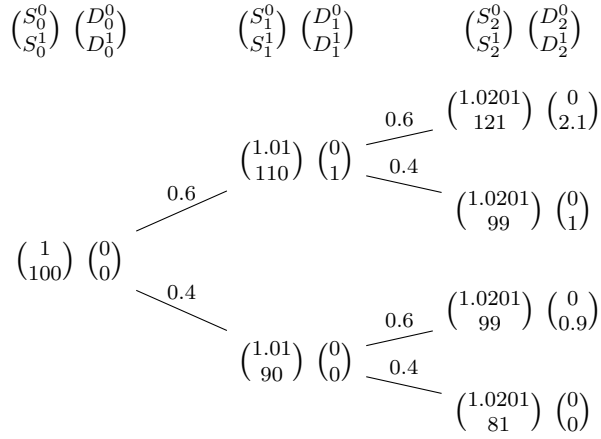 (S_0^0 S_0^1) (D_0^0 D_0^1) (S_1^0 S_1^1) (D_1^0 D_1^1) (S_2^0 S_2^1) (D_2^0 D_2^1)
(1.0201 121) (0 2.1)
0.6
(1.01 110) (0 1)
0.4
(1.0201 99) (0 1)
0.6
(1 100) (0 0)
0.4
(1.0201 99) (0 0.9)
0.6
(1.01 90) (0 0)
0.4
(1.0201 81) (0 0)